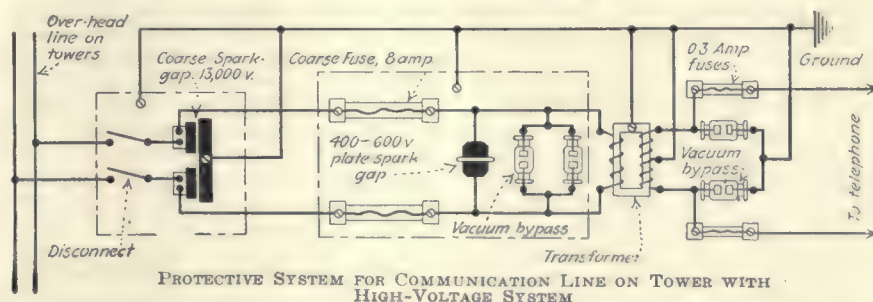 Over-head
line on
towers
Coarse Spark-
gap. 13,000 v.
Coarse Fuse, 8 amp.
0.3 Amp
fuses
Ground
400-600 v
plate spark
gap
Vacuum
bypass
To telephone
Vacuum bypass
Disconnect
Transformer
PROTECTIVE SYSTEM FOR COMMUNICATION LINE ON TOWER WITH
HIGH-VOLTAGE SYSTEM